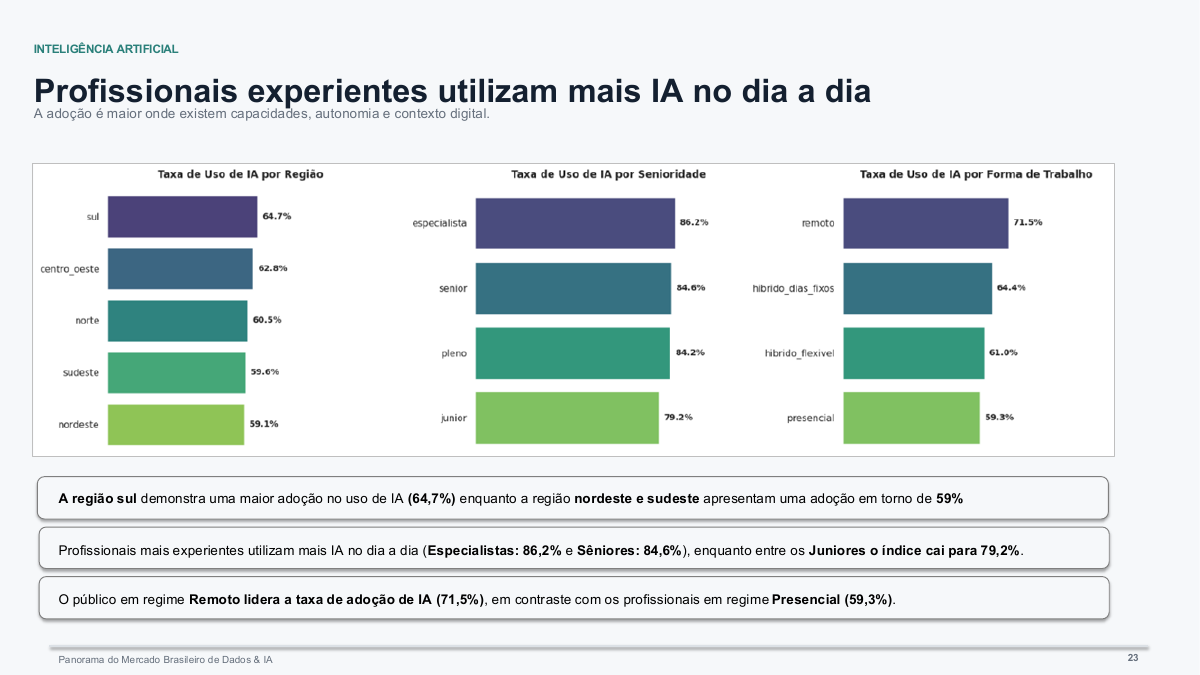 INTELIGÊNCIA ARTIFICIAL
Profissionais experientes utilizam mais IA no dia a dia
A adoção é maior onde existem capacidades, autonomia e contexto digital.
Taxa de Uso de IA por Região
sul 64.7%
centro_oeste 62.8%
norte 60.5%
sudeste 59.6%
nordeste 59.1%
Taxa de Uso de IA por Senioridade
especialista 86.2%
senior 84.6%
pleno 84.2%
junior 79.2%
Taxa de Uso de IA por Forma de Trabalho
remoto 71.5%
hibrido_dias_fixos 64.4%
hibrido_flexivel 61.0%
presencial 59.3%
A região sul demonstra uma maior adoção no uso de IA (64,7%) enquanto a região nordeste e sudeste apresentam uma adoção em torno de 59%
Profissionais mais experientes utilizam mais IA no dia a dia (Especialistas: 86,2% e Sêniores: 84,6%), enquanto entre os Juniores o índice cai para 79,2%.
O público em regime Remoto lidera a taxa de adoção de IA (71,5%), em contraste com os profissionais em regime Presencial (59,3%).
Panorama do Mercado Brasileiro de Dados & IA
23